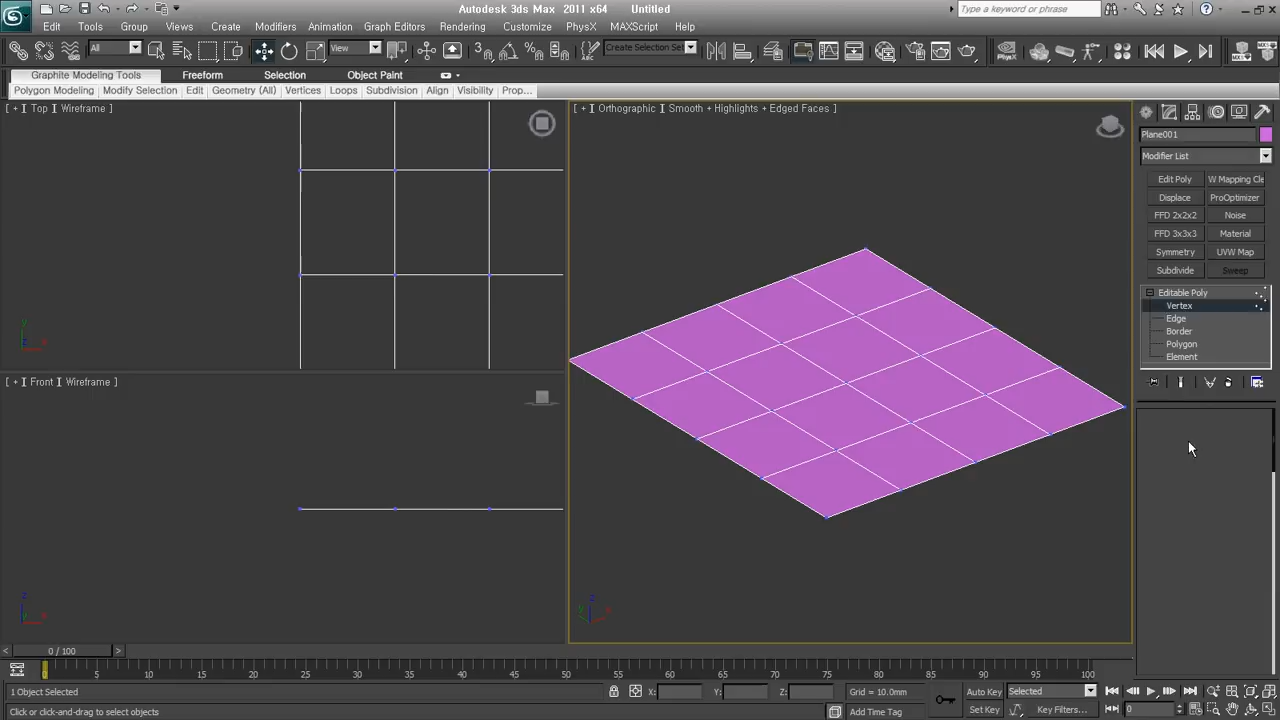 Autodesk 3ds Max 2011 x64 Untitled
Type a keyword or phrase
Edit Tools Group Views Create Modifiers Animation Graph Editors Rendering Customize PhysX MAXScript Help
All View Create Selection Set
Graphite Modeling Tools Freeform Selection Object Paint
Polygon Modeling Modify Selection Edit Geometry (All) Vertices Loops Subdivision Align Visibility Prop...
[ + ] Top ] Wireframe ]
[ + ] Orthographic ] Smooth + Highlights + Edged Faces ]
Plane001
Modifier List
Edit Poly W Mapping Cle
Displace ProOptimizer
FFD 2x2x2 Noise
FFD 3x3x3 Material
Symmetry UVW Map
Subdivide Sweep
Editable Poly
Vertex
Edge
Border
Polygon
Element
[ + ] Front ] Wireframe ]
0 / 100
0 5 10 15 20 25 30 35 40 45 50 55 60 65 70 75 80 85 90 95 100
1 Object Selected X: Y: Z: Grid = 10.0mm Auto Key Selected
Click or click-and-drag to select objects Add Time Tag Set Key Key Filters... 0